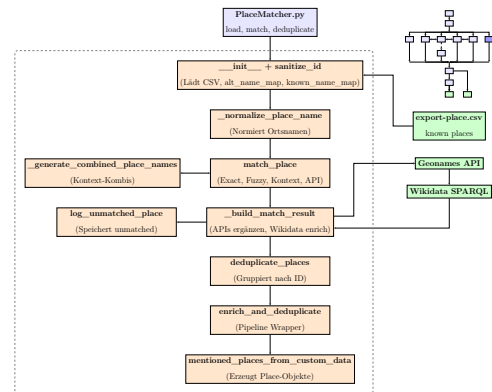 PlaceMatcher.py
load, match, deduplicate
__init__ + sanitize_id
(Lädt CSV, alt_name_map, known_name_map)
export-place.csv
known places
_normalize_place_name
(Normiert Ortsnamen)
_generate_combined_place_names
(Kontext-Kombis)
match_place
(Exact, Fuzzy, Kontext, API)
Geonames API
Wikidata SPARQL
log_unmatched_place
(Speichert unmatched)
_build_match_result
(APIs ergänzen, Wikidata enrich)
deduplicate_places
(Gruppiert nach ID)
enrich_and_deduplicate
(Pipeline Wrapper)
mentioned_places_from_custom_data
(Erzeugt Place-Objekte)